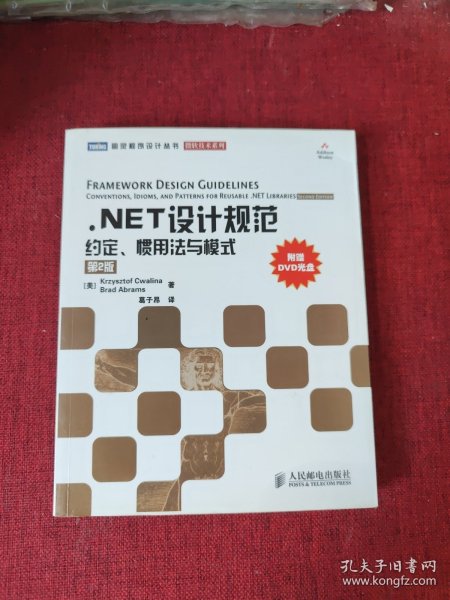 TURING 图灵程序设计丛书 微软技术系列
Addison
Wesley
FRAMEWORK DESIGN GUIDELINES
CONVENTIONS, IDIOMS, AND PATTERNS FOR REUSABLE .NET LIBRARIES SECOND EDITION
.NET设计规范
约定、惯用法与模式
第2版
附赠
DVD光盘
[美] Krzysztof Cwalina 著
Brad Abrams
葛子昂 译
人民邮电出版社
POSTS & TELECOM PRESS
孔夫子旧书网
www.kongfz.com